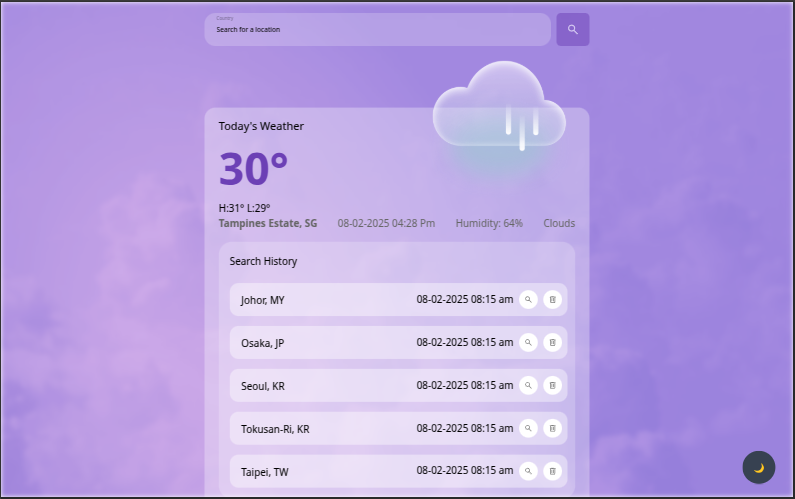 Country
Search for a location
Today's Weather
30°
H:31° L:29°
Tampines Estate, SG 08-02-2025 04:28 Pm Humidity: 64% Clouds
Search History
Johor, MY 08-02-2025 08:15 am
Osaka, JP 08-02-2025 08:15 am
Seoul, KR 08-02-2025 08:15 am
Tokusan-Ri, KR 08-02-2025 08:15 am
Taipei, TW 08-02-2025 08:15 am